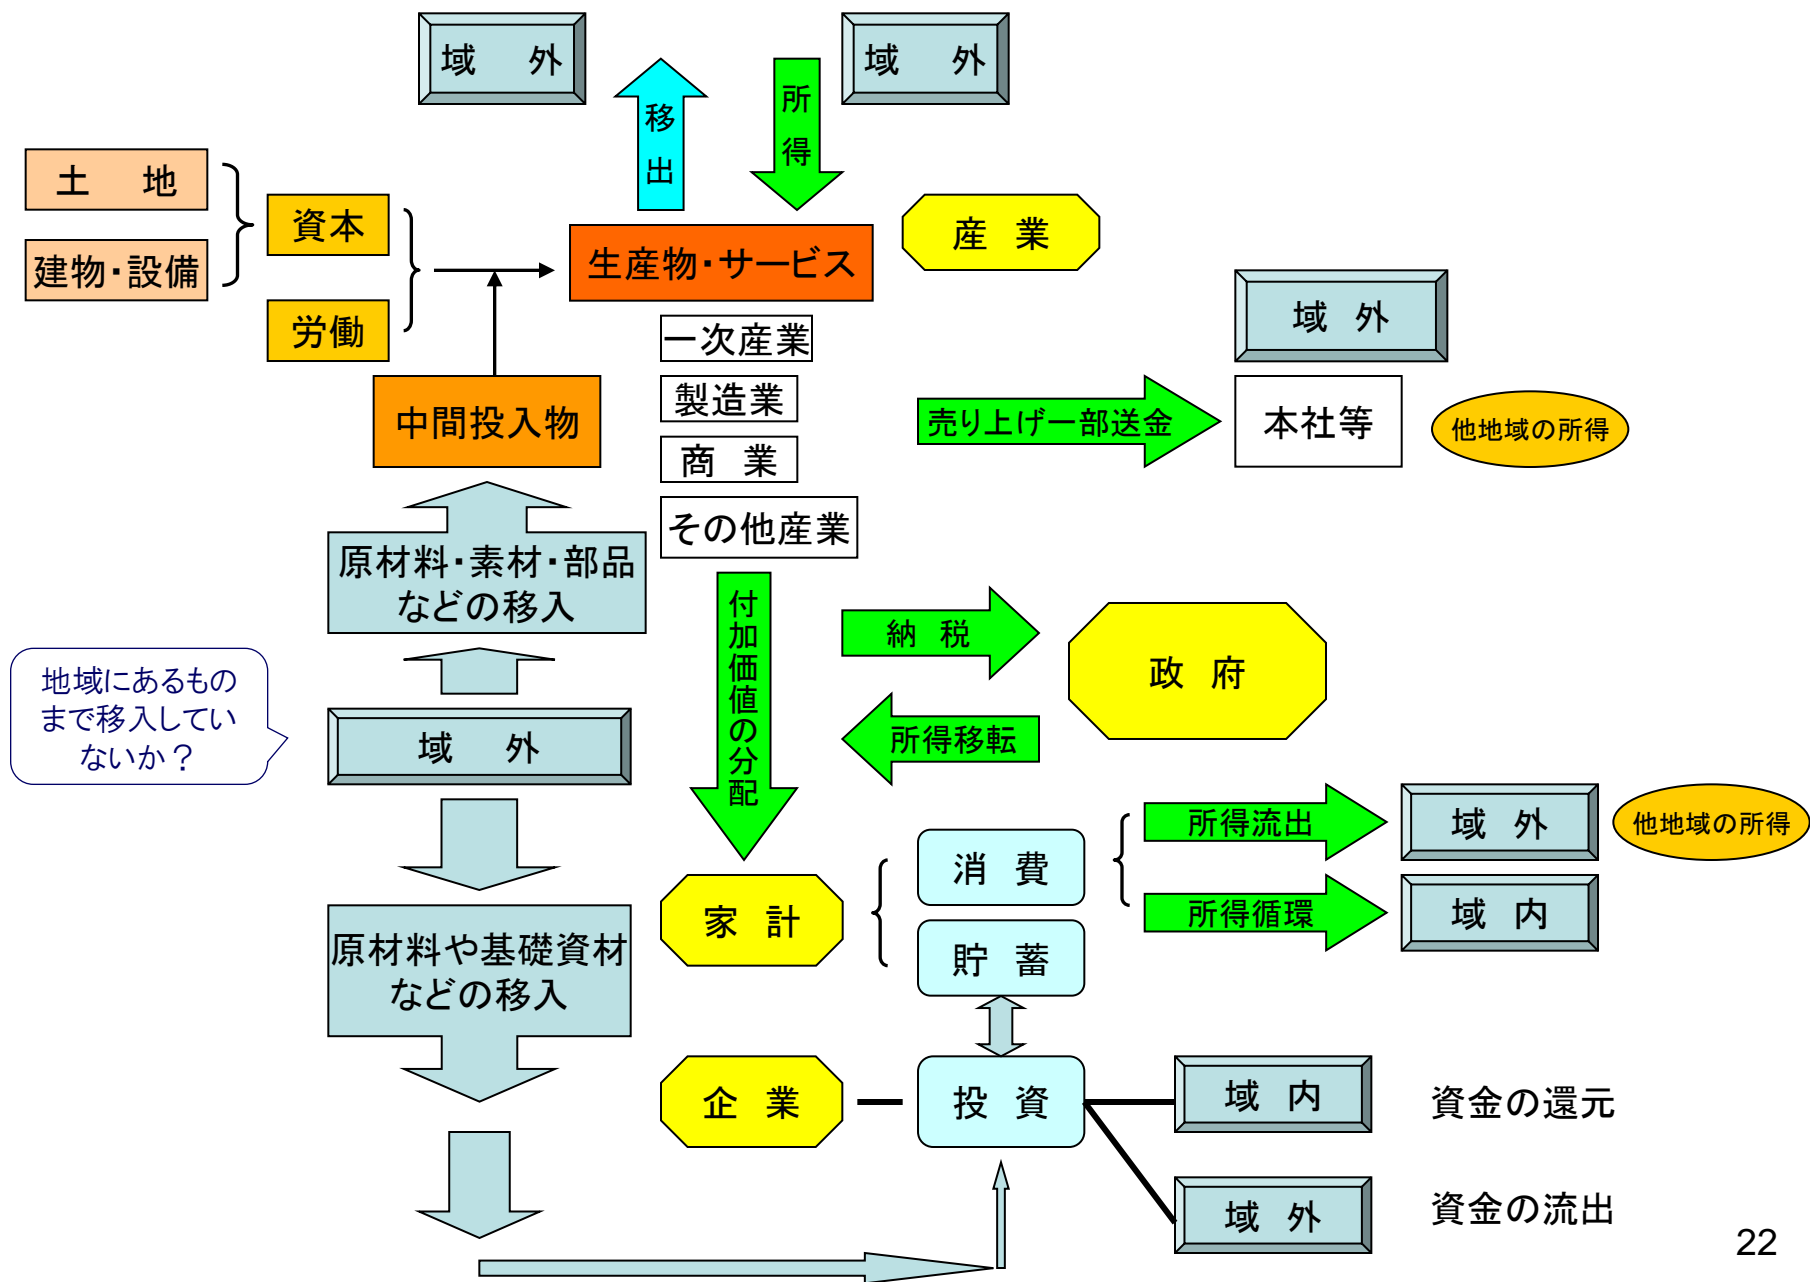 域 外
域 外
移出
所得
土 地
建物・設備
資本
労働
生産物・サービス
産 業
一次産業
製造業
商 業
その他産業
中間投入物
域 外
売り上げ一部送金
本社等
他地域の所得
原材料・素材・部品
などの移入
地域にあるもの
まで移入してい
ないか？
域 外
付加価値の分配
納 税
政 府
所得移転
原材料や基礎資材
などの移入
家 計
消 費
貯 蓄
所得流出
域 外
他地域の所得
所得循環
域 内
企 業
投 資
域 内
資金の還元
域 外
資金の流出
22